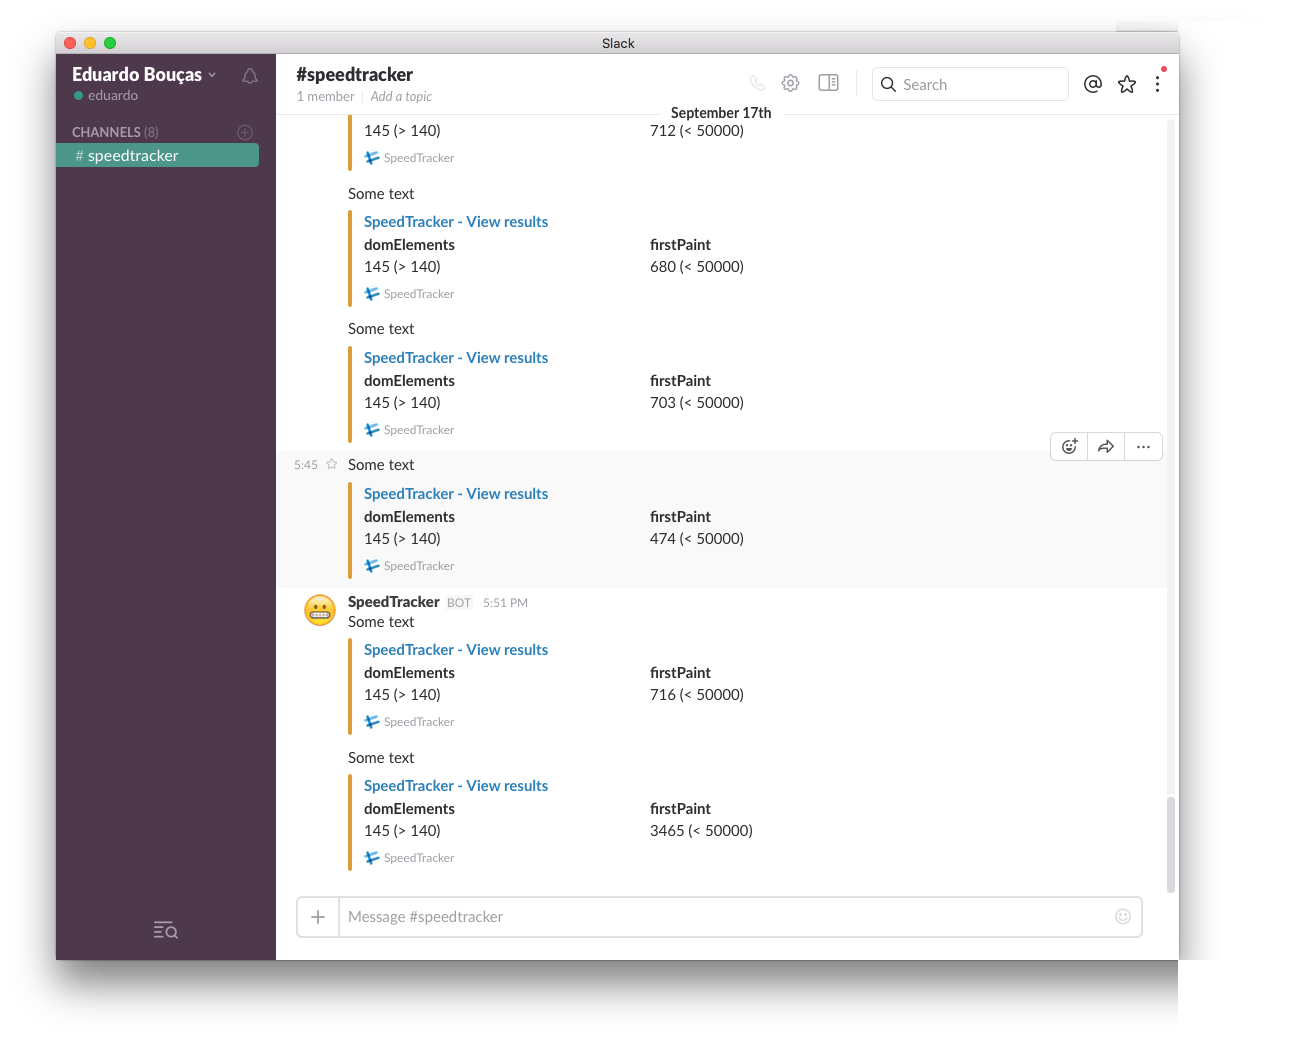 Slack
Eduardo Bouças
eduardo
CHANNELS (8)
# speedtracker
#speedtracker
1 member Add a topic
Search
September 17th
145 (> 140) 712 (< 50000)
SpeedTracker
Some text
SpeedTracker - View results
domElements firstPaint
145 (> 140) 680 (< 50000)
SpeedTracker
Some text
SpeedTracker - View results
domElements firstPaint
145 (> 140) 703 (< 50000)
SpeedTracker
5:45 Some text
SpeedTracker - View results
domElements firstPaint
145 (> 140) 474 (< 50000)
SpeedTracker
SpeedTracker BOT 5:51 PM
Some text
SpeedTracker - View results
domElements firstPaint
145 (> 140) 716 (< 50000)
SpeedTracker
Some text
SpeedTracker - View results
domElements firstPaint
145 (> 140) 3465 (< 50000)
SpeedTracker
Message #speedtracker